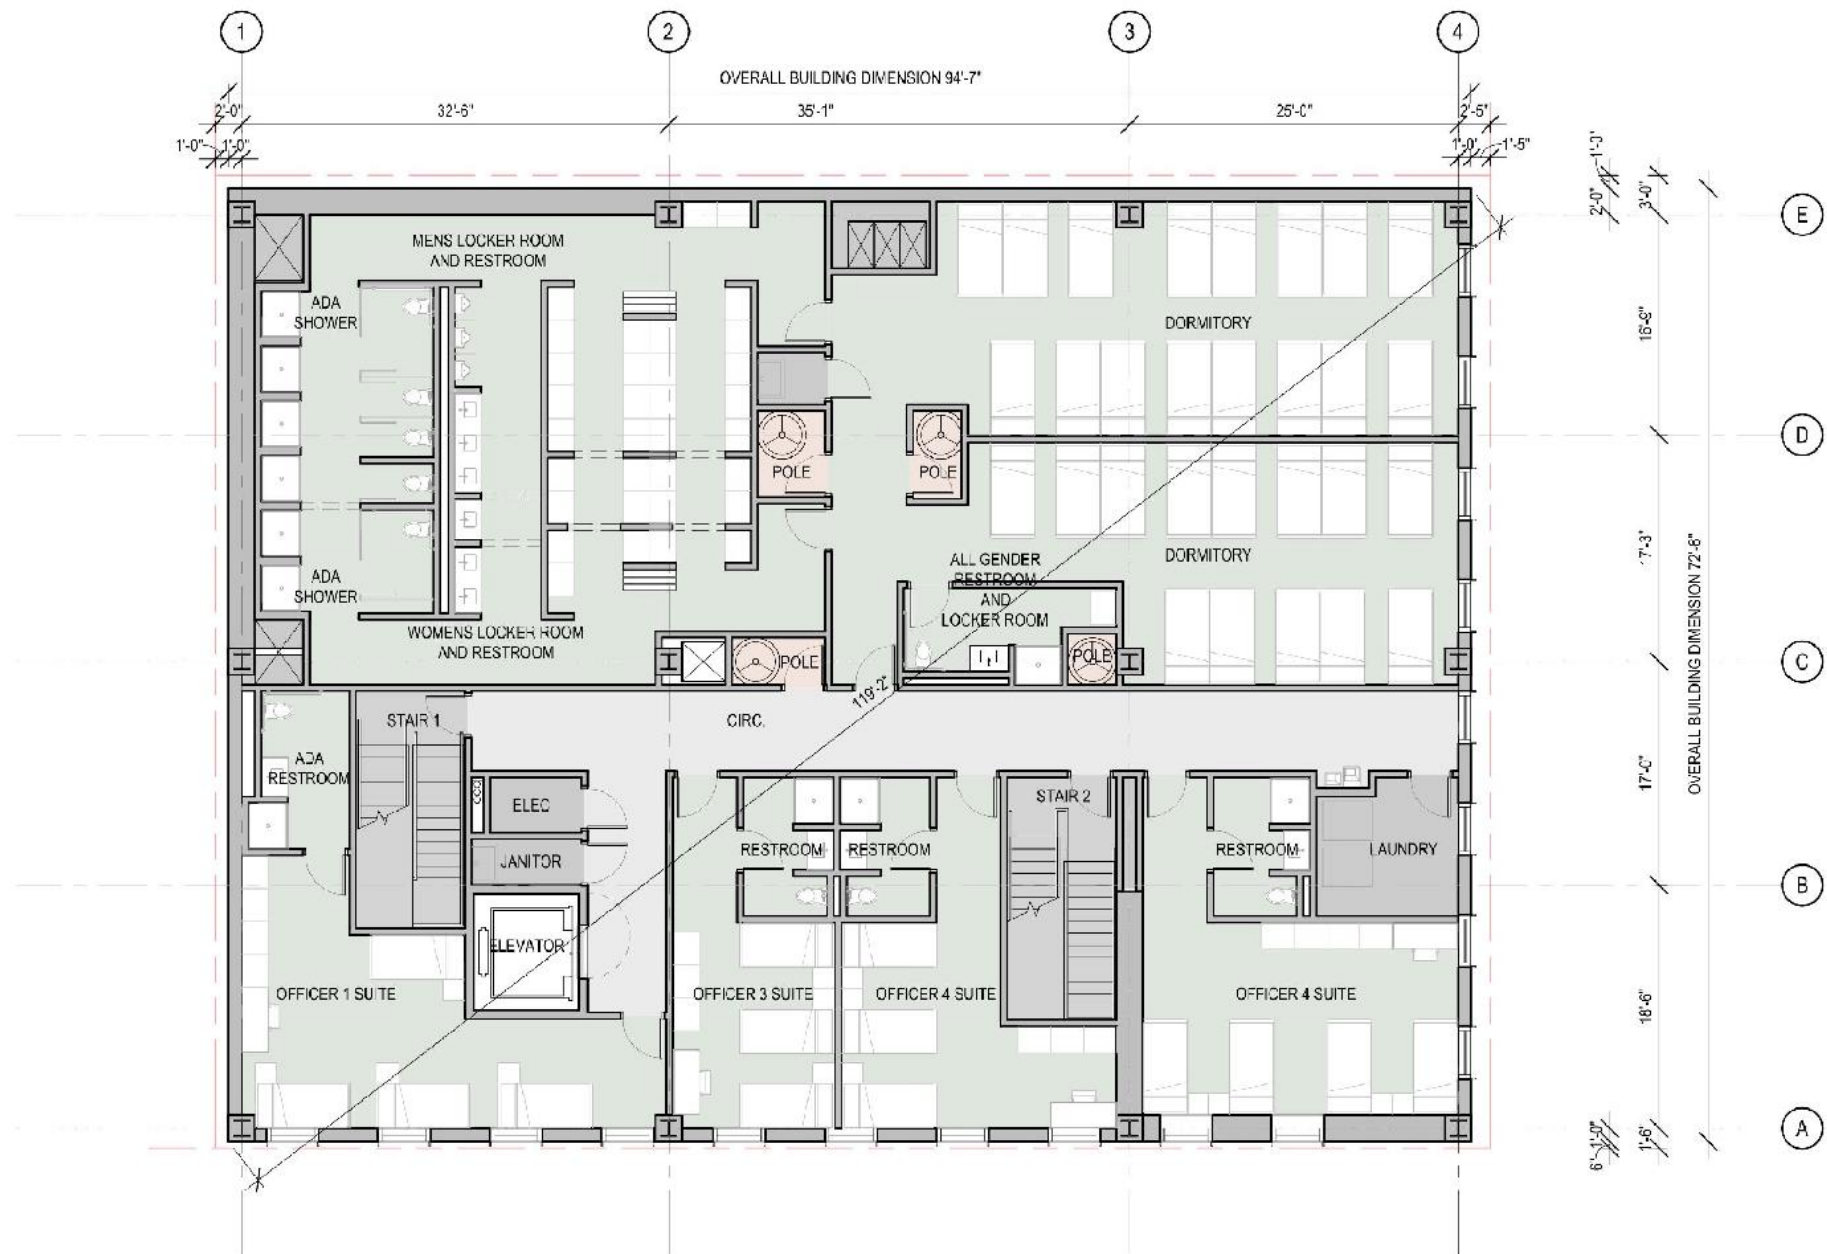 1
2
3
4
OVERALL BUILDING DIMENSION 94'-7"
2'-0"
32'-6"
35'-1"
25'-0"
2'-5"
1'-0"
1'-0"
1'-0"
1'-5"
2'-0"
3'-0"
E
MENS LOCKER ROOM
AND RESTROOM
ADA
SHOWER
DORMITORY
D
POLE
POLE
ALL GENDER
RESTROOM
AND
LOCKER ROOM
DORMITORY
7'-3"
OVERALL BUILDING DIMENSION 72'-6"
ADA
SHOWER
WOMENS LOCKER ROOM
AND RESTROOM
POLE
POLE
C
119'-2"
STAIR 1
CIRC.
ADA
RESTROOM
ELEC
STAIR 2
17'-0"
JANITOR
RESTROOM
RESTROOM
RESTROOM
LAUNDRY
B
ELEVATOR
OFFICER 1 SUITE
OFFICER 3 SUITE
OFFICER 4 SUITE
OFFICER 4 SUITE
18'-6"
A
6"
1'-0"
1'-6"